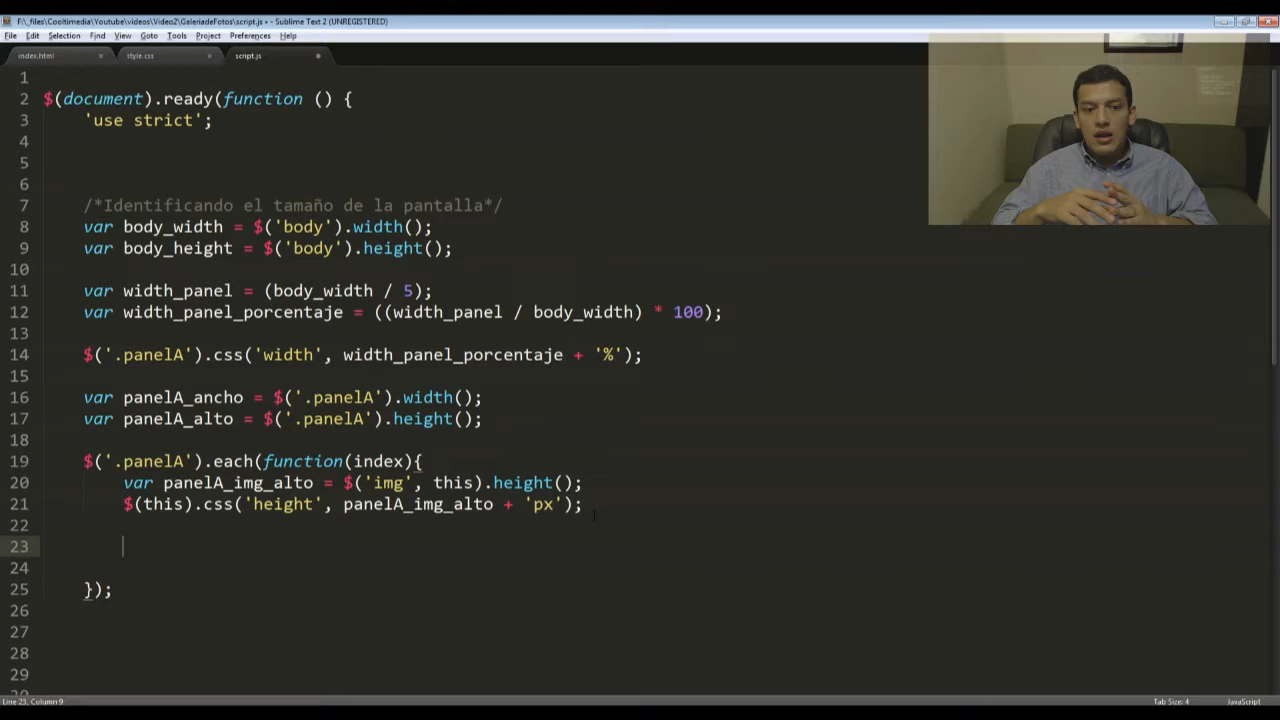 F:\_files\Cooltimedia\Youtube\videos\Video2\GaleriadeFotos\script.js • - Sublime Text 2 (UNREGISTERED)
File Edit Selection Find View Goto Tools Project Preferences Help
index.html × style.css × script.js
1
2 $(document).ready(function () {
3 'use strict';
4
5
6
7 /*Identificando el tamaño de la pantalla*/
8 var body_width = $('body').width();
9 var body_height = $('body').height();
10
11 var width_panel = (body_width / 5);
12 var width_panel_porcentaje = ((width_panel / body_width) * 100);
13
14 $('.panelA').css('width', width_panel_porcentaje + '%');
15
16 var panelA_ancho = $('.panelA').width();
17 var panelA_alto = $('.panelA').height();
18
19 $('.panelA').each(function(index){
20 var panelA_img_alto = $('img', this).height();
21 $(this).css('height', panelA_img_alto + 'px');
22
23
24
25 });
26
27
28
29
Line 23, Column 9 Tab Size: 4 JavaScript